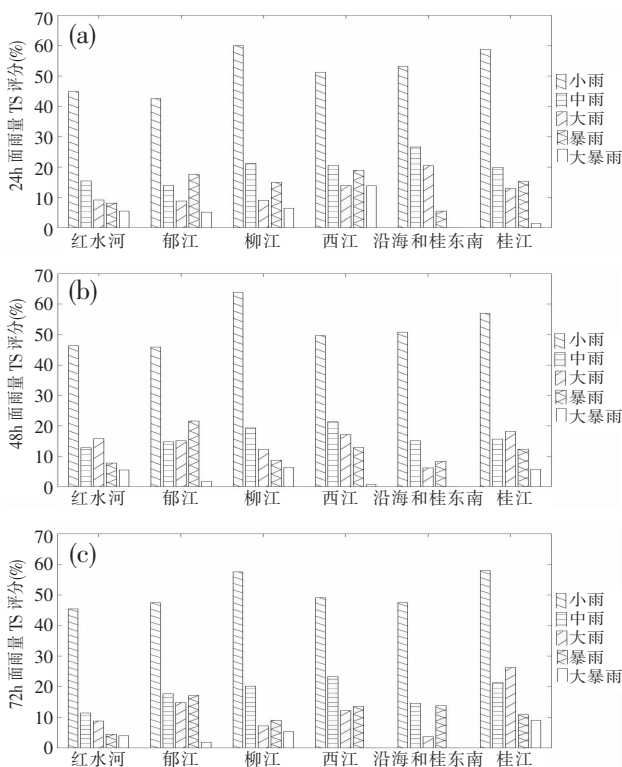 (a)
24h 面雨量 TS 评分(%)
70
60
50
40
30
20
10
0
红水河 郁江 柳江 西江 沿海和桂东南 桂江
小雨
中雨
大雨
暴雨
大暴雨
(b)
48h 面雨量 TS 评分(%)
70
60
50
40
30
20
10
0
红水河 郁江 柳江 西江 沿海和桂东南 桂江
小雨
中雨
大雨
暴雨
大暴雨
(c)
72h 面雨量 TS 评分(%)
70
60
50
40
30
20
10
0
红水河 郁江 柳江 西江 沿海和桂东南 桂江
小雨
中雨
大雨
暴雨
大暴雨